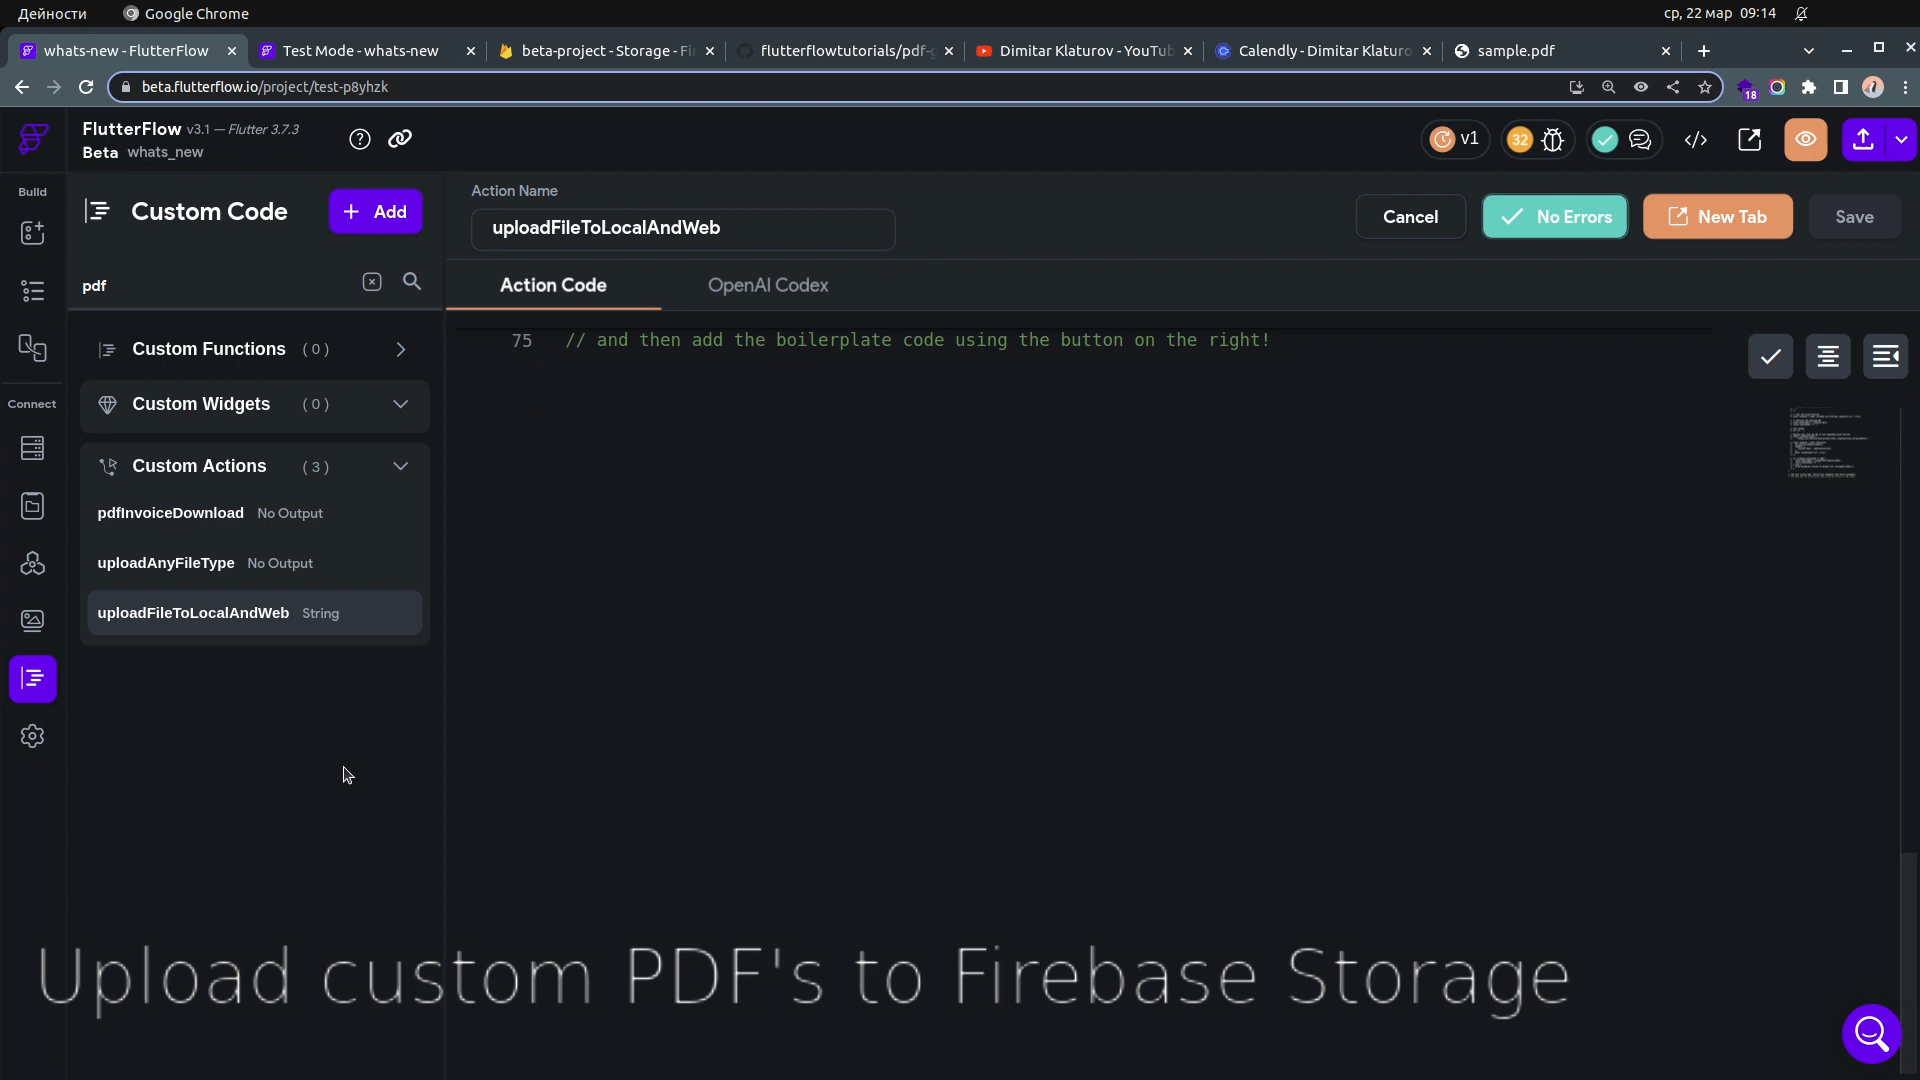 Дейности
Google Chrome
ср, 22 мар 09:14
whats-new - FlutterFlow
Test Mode - whats-new
beta-project - Storage - Fir
flutterflowtutorials/pdf-g
Dimitar Klaturov - YouTub
Calendly - Dimitar Klaturo
sample.pdf
beta.flutterflow.io/project/test-p8yhzk
18
FlutterFlow v3.1 — Flutter 3.7.3
Beta whats_new
v1
32
Build
Connect
Custom Code
Add
pdf
Custom Functions (0)
Custom Widgets (0)
Custom Actions (3)
pdfInvoiceDownload No Output
uploadAnyFileType No Output
uploadFileToLocalAndWeb String
Action Name
uploadFileToLocalAndWeb
Cancel
No Errors
New Tab
Save
Action Code
OpenAI Codex
75 // and then add the boilerplate code using the button on the right!
Upload custom PDF's to Firebase Storage